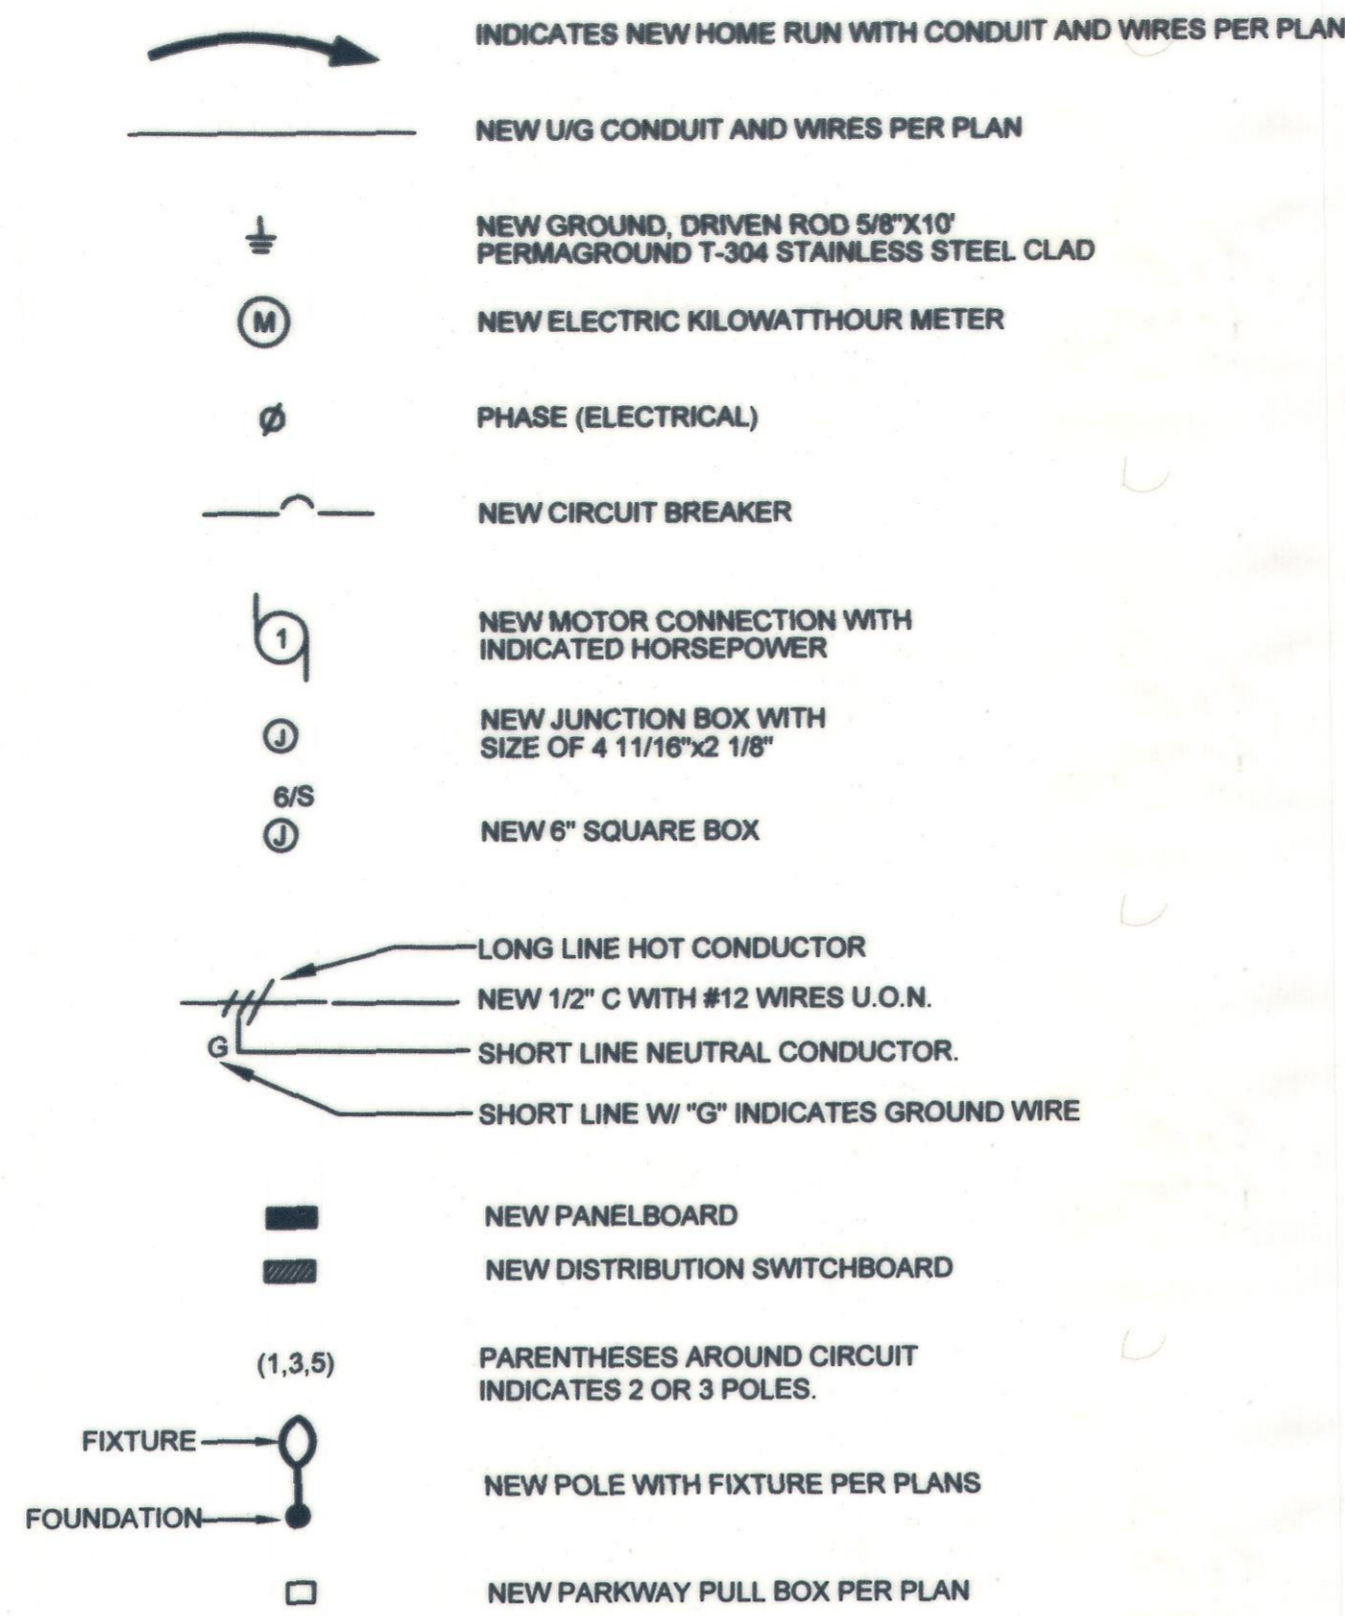 INDICATES NEW HOME RUN WITH CONDUIT AND WIRES PER PLAN
NEW U/G CONDUIT AND WIRES PER PLAN
NEW GROUND, DRIVEN ROD 5/8"X10'
PERMAGROUND T-304 STAINLESS STEEL CLAD
M NEW ELECTRIC KILOWATTHOUR METER
Ø PHASE (ELECTRICAL)
NEW CIRCUIT BREAKER
1 NEW MOTOR CONNECTION WITH
INDICATED HORSEPOWER
J NEW JUNCTION BOX WITH
SIZE OF 4 11/16"x2 1/8"
6/S
J NEW 6" SQUARE BOX
LONG LINE HOT CONDUCTOR
NEW 1/2" C WITH #12 WIRES U.O.N.
G SHORT LINE NEUTRAL CONDUCTOR.
SHORT LINE W/ "G" INDICATES GROUND WIRE
NEW PANELBOARD
NEW DISTRIBUTION SWITCHBOARD
(1,3,5) PARENTHESES AROUND CIRCUIT
INDICATES 2 OR 3 POLES.
FIXTURE
NEW POLE WITH FIXTURE PER PLANS
FOUNDATION
NEW PARKWAY PULL BOX PER PLAN